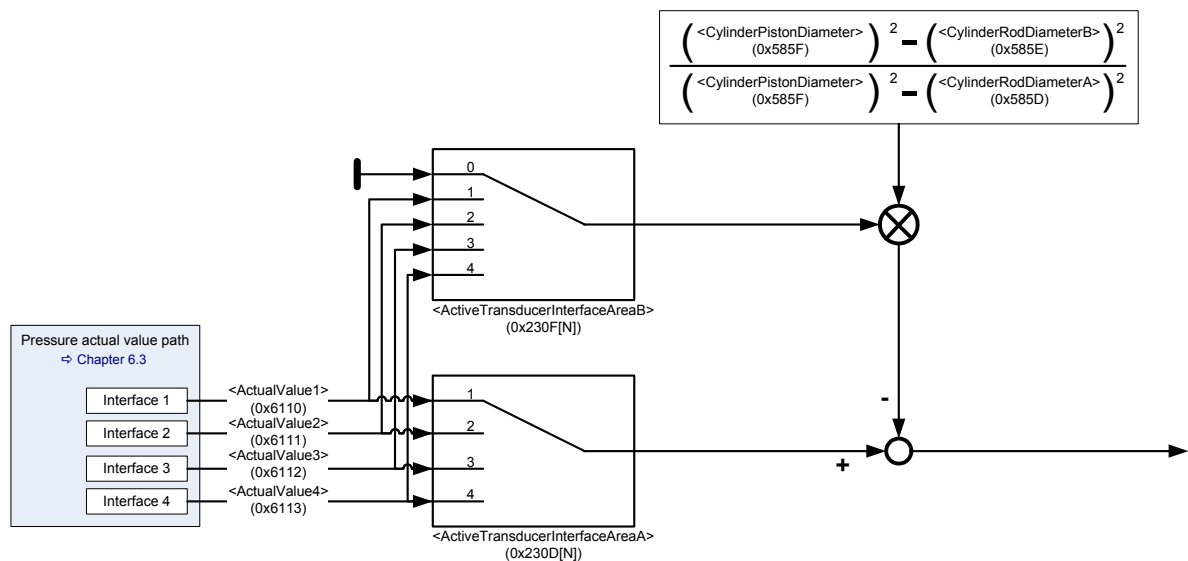 ( <CylinderPistonDiameter> (0x585F) )² − ( <CylinderRodDiameterB> (0x585E) )²
( <CylinderPistonDiameter> (0x585F) )² − ( <CylinderRodDiameterA> (0x585D) )²
0
1
2
3
4
<ActiveTransducerInterfaceAreaB>
(0x230F[N])
Pressure actual value path
⇨ Chapter 6.3
Interface 1
<ActualValue1>
(0x6110)
Interface 2
<ActualValue2>
(0x6111)
Interface 3
<ActualValue3>
(0x6112)
Interface 4
<ActualValue4>
(0x6113)
1
2
3
4
<ActiveTransducerInterfaceAreaA>
(0x230D[N])
-
+